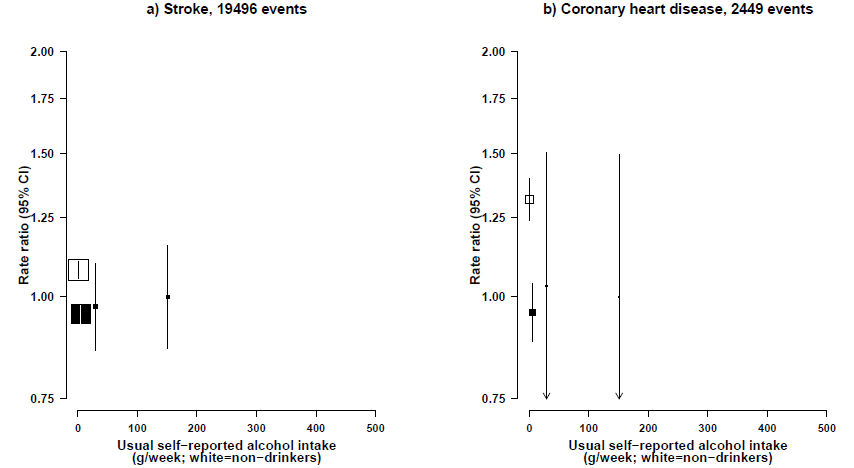 a) Stroke, 19496 events
2.00
1.75
1.50
1.25
1.00
0.75
Rate ratio (95% CI)
0 100 200 300 400 500
Usual self−reported alcohol intake
(g/week; white=non−drinkers)
b) Coronary heart disease, 2449 events
2.00
1.75
1.50
1.25
1.00
0.75
Rate ratio (95% CI)
0 100 200 300 400 500
Usual self−reported alcohol intake
(g/week; white=non−drinkers)